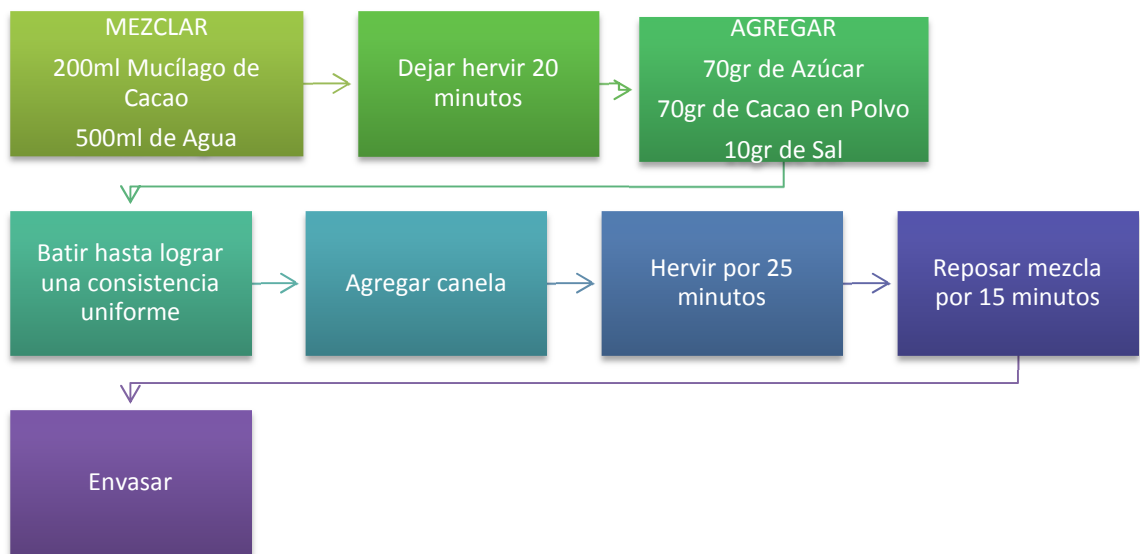 MEZCLAR
200ml Mucílago de
Cacao
500ml de Agua
Dejar hervir 20
minutos
AGREGAR
70gr de Azúcar
70gr de Cacao en Polvo
10gr de Sal
Batir hasta lograr
una consistencia
uniforme
Agregar canela
Hervir por 25
minutos
Reposar mezcla
por 15 minutos
Envasar